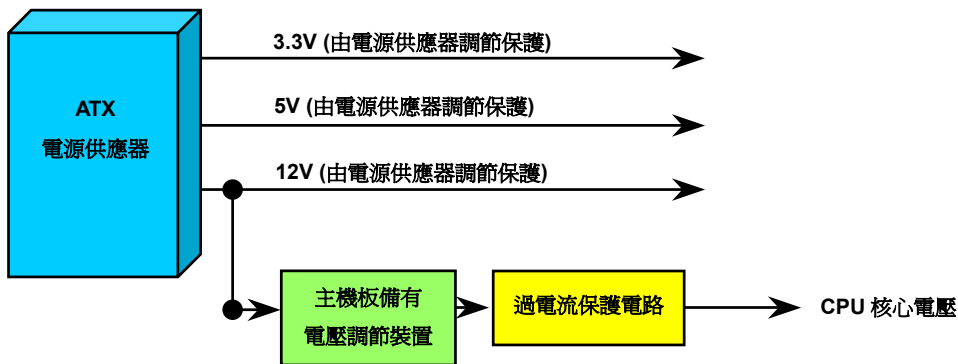 3.3V (由電源供應器調節保護)
ATX
電源供應器
5V (由電源供應器調節保護)
12V (由電源供應器調節保護)
主機板備有
電壓調節裝置
過電流保護電路
CPU 核心電壓